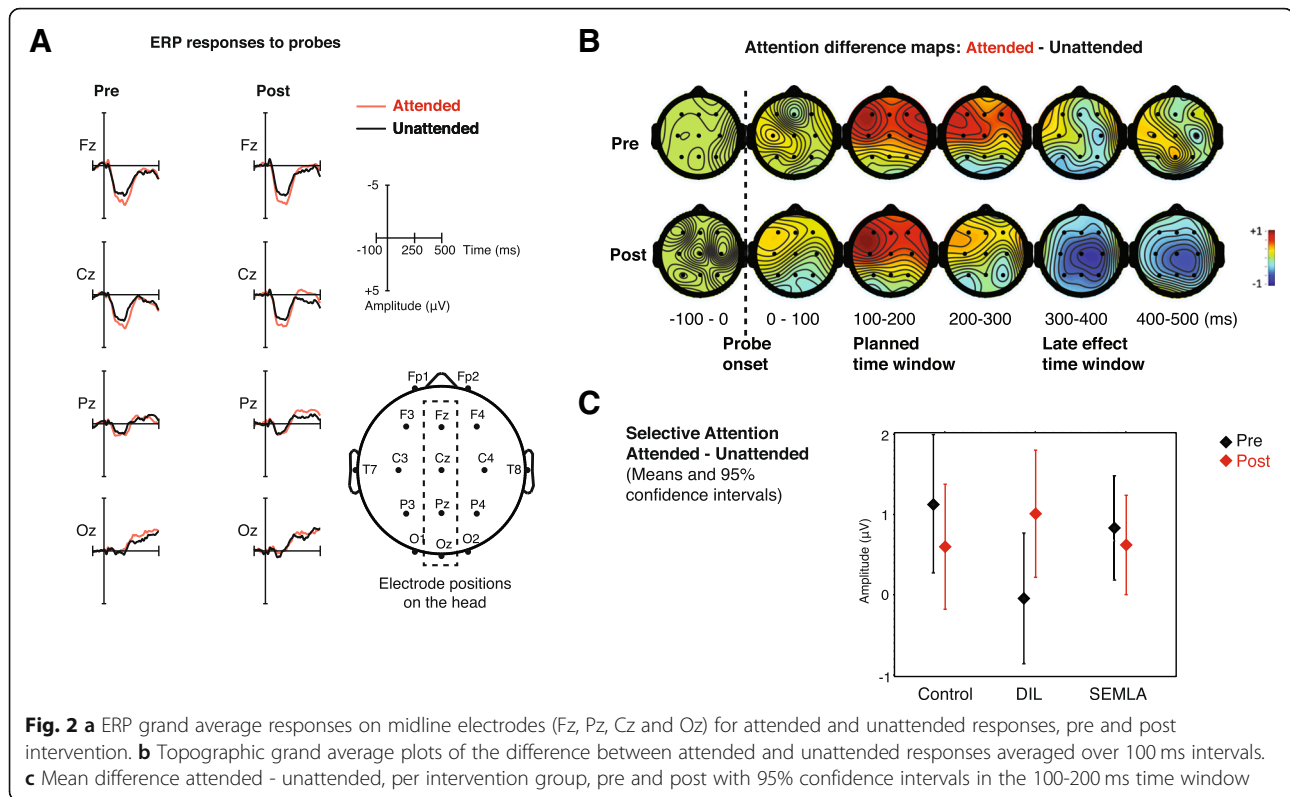 A
ERP responses to probes
Pre
Post
Attended
Unattended
Fz
Fz
Cz
Cz
Pz
Pz
Oz
Oz
-5
-100
250
500
Time (ms)
+5
Amplitude (µV)
Fp1
Fp2
F3
Fz
F4
T7
C3
Cz
C4
T8
P3
Pz
P4
O1
Oz
O2
Electrode positions
on the head
B
Attention difference maps: Attended - Unattended
Pre
Post
+1
-1
-100 - 0
0 - 100
100-200
200-300
300-400
400-500 (ms)
Probe
onset
Planned
time window
Late effect
time window
C
Selective Attention
Attended - Unattended
(Means and 95%
confidence intervals)
2
1
0
-1
Amplitude (µV)
Control
DIL
SEMLA
Pre
Post
Fig. 2 a ERP grand average responses on midline electrodes (Fz, Pz, Cz and Oz) for attended and unattended responses, pre and post
intervention. b Topographic grand average plots of the difference between attended and unattended responses averaged over 100 ms intervals.
c Mean difference attended - unattended, per intervention group, pre and post with 95% confidence intervals in the 100-200 ms time window